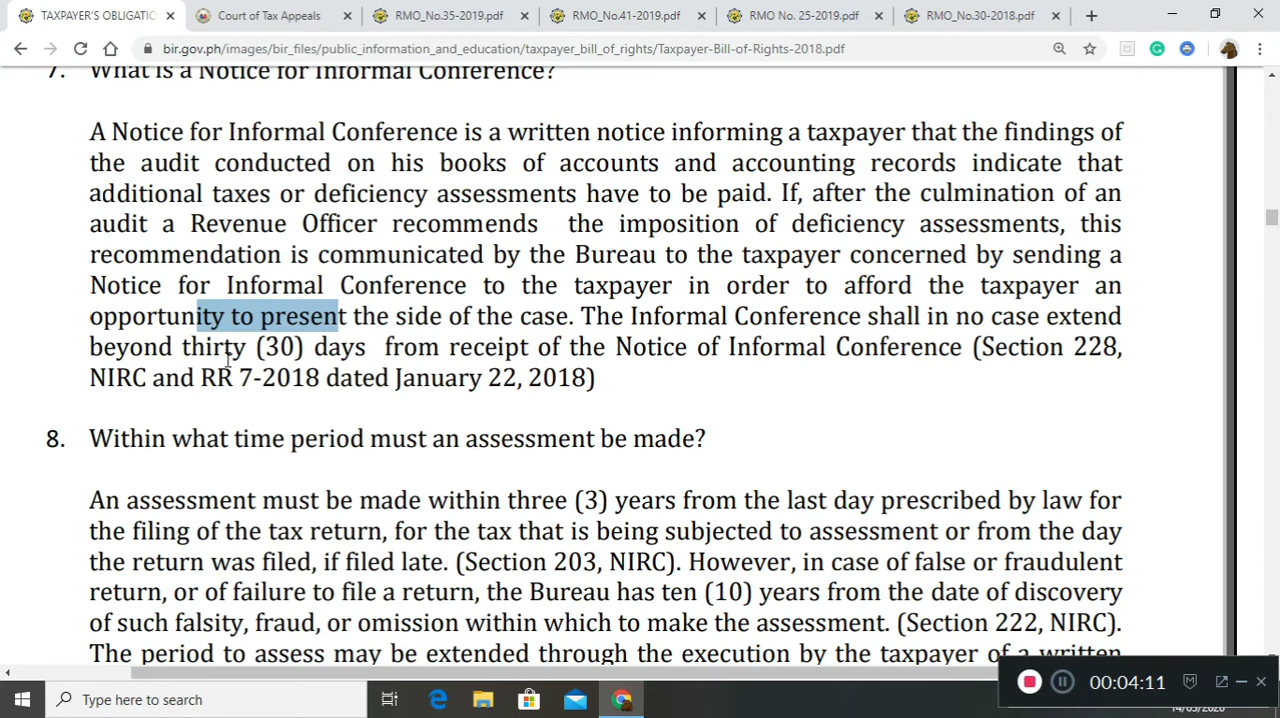 TAXPAYER'S OBLIGATIO
Court of Tax Appeals
RMO_No.35-2019.pdf
RMO_No.41-2019.pdf
RMO No. 25-2019.pdf
RMO_No.30-2018.pdf
bir.gov.ph/images/bir_files/public_information_and_education/taxpayer_bill_of_rights/Taxpayer-Bill-of-Rights-2018.pdf
7. What is a Notice for Informal Conference?
A Notice for Informal Conference is a written notice informing a taxpayer that the findings of
the audit conducted on his books of accounts and accounting records indicate that
additional taxes or deficiency assessments have to be paid. If, after the culmination of an
audit a Revenue Officer recommends the imposition of deficiency assessments, this
recommendation is communicated by the Bureau to the taxpayer concerned by sending a
Notice for Informal Conference to the taxpayer in order to afford the taxpayer an
opportunity to present the side of the case. The Informal Conference shall in no case extend
beyond thirty (30) days from receipt of the Notice of Informal Conference (Section 228,
NIRC and RR 7-2018 dated January 22, 2018)
8. Within what time period must an assessment be made?
An assessment must be made within three (3) years from the last day prescribed by law for
the filing of the tax return, for the tax that is being subjected to assessment or from the day
the return was filed, if filed late. (Section 203, NIRC). However, in case of false or fraudulent
return, or of failure to file a return, the Bureau has ten (10) years from the date of discovery
of such falsity, fraud, or omission within which to make the assessment. (Section 222, NIRC).
The period to assess may be extended through the execution by the taxpayer of a written
00:04:11
Type here to search
14/03/2020